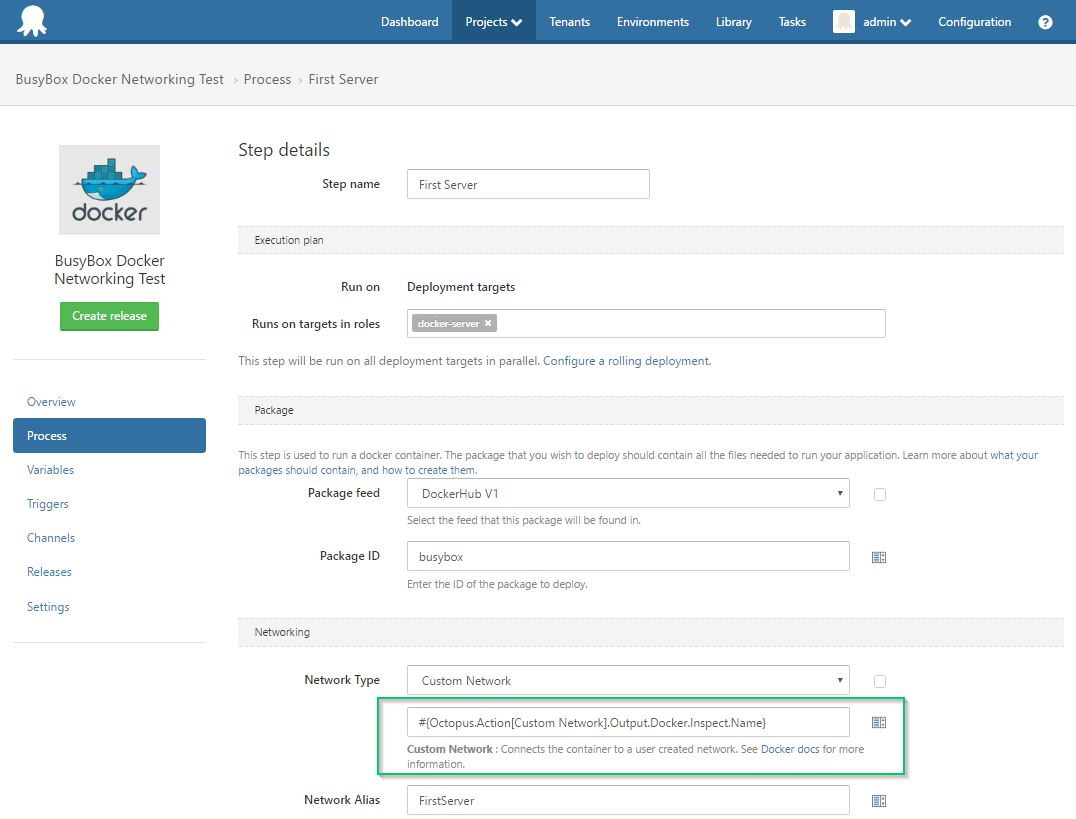 Dashboard Projects Tenants Environments Library Tasks admin Configuration ?
BusyBox Docker Networking Test › Process › First Server
docker
BusyBox Docker
Networking Test
Create release
Overview
Process
Variables
Triggers
Channels
Releases
Settings
Step details
Step name First Server
Execution plan
Run on Deployment targets
Runs on targets in roles docker-server ×
This step will be run on all deployment targets in parallel. Configure a rolling deployment.
Package
This step is used to run a docker container. The package that you wish to deploy should contain all the files needed to run your application. Learn more about what your
packages should contain, and how to create them.
Package feed DockerHub V1
Select the feed that this package will be found in.
Package ID busybox
Enter the ID of the package to deploy.
Networking
Network Type Custom Network
#{Octopus.Action[Custom Network].Output.Docker.Inspect.Name}
Custom Network : Connects the container to a user created network. See Docker docs for more
information.
Network Alias FirstServer